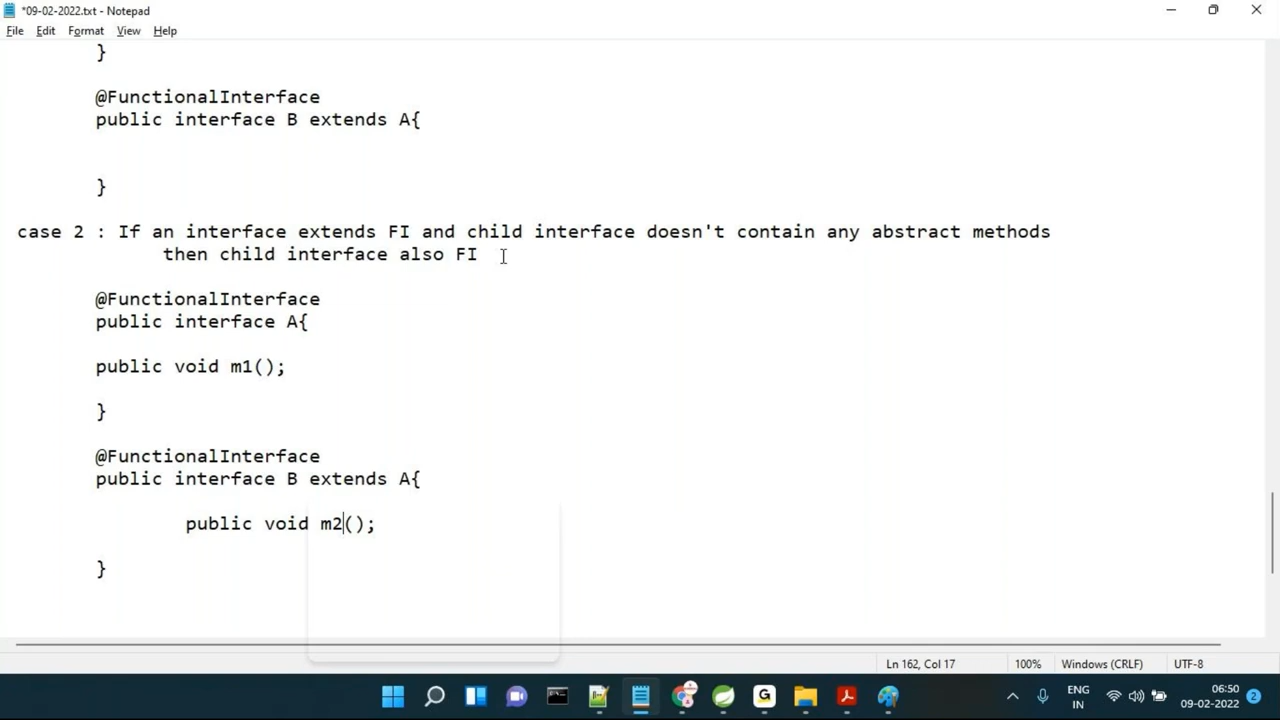 *09-02-2022.txt - Notepad
File Edit Format View Help
}
@FunctionalInterface
public interface B extends A{
}
case 2 : If an interface extends FI and child interface doesn't contain any abstract methods
then child interface also FI
@FunctionalInterface
public interface A{
public void m1();
}
@FunctionalInterface
public interface B extends A{
public void m2();
}
Ln 162, Col 17 100% Windows (CRLF) UTF-8
ENG
IN
06:50
09-02-2022
2